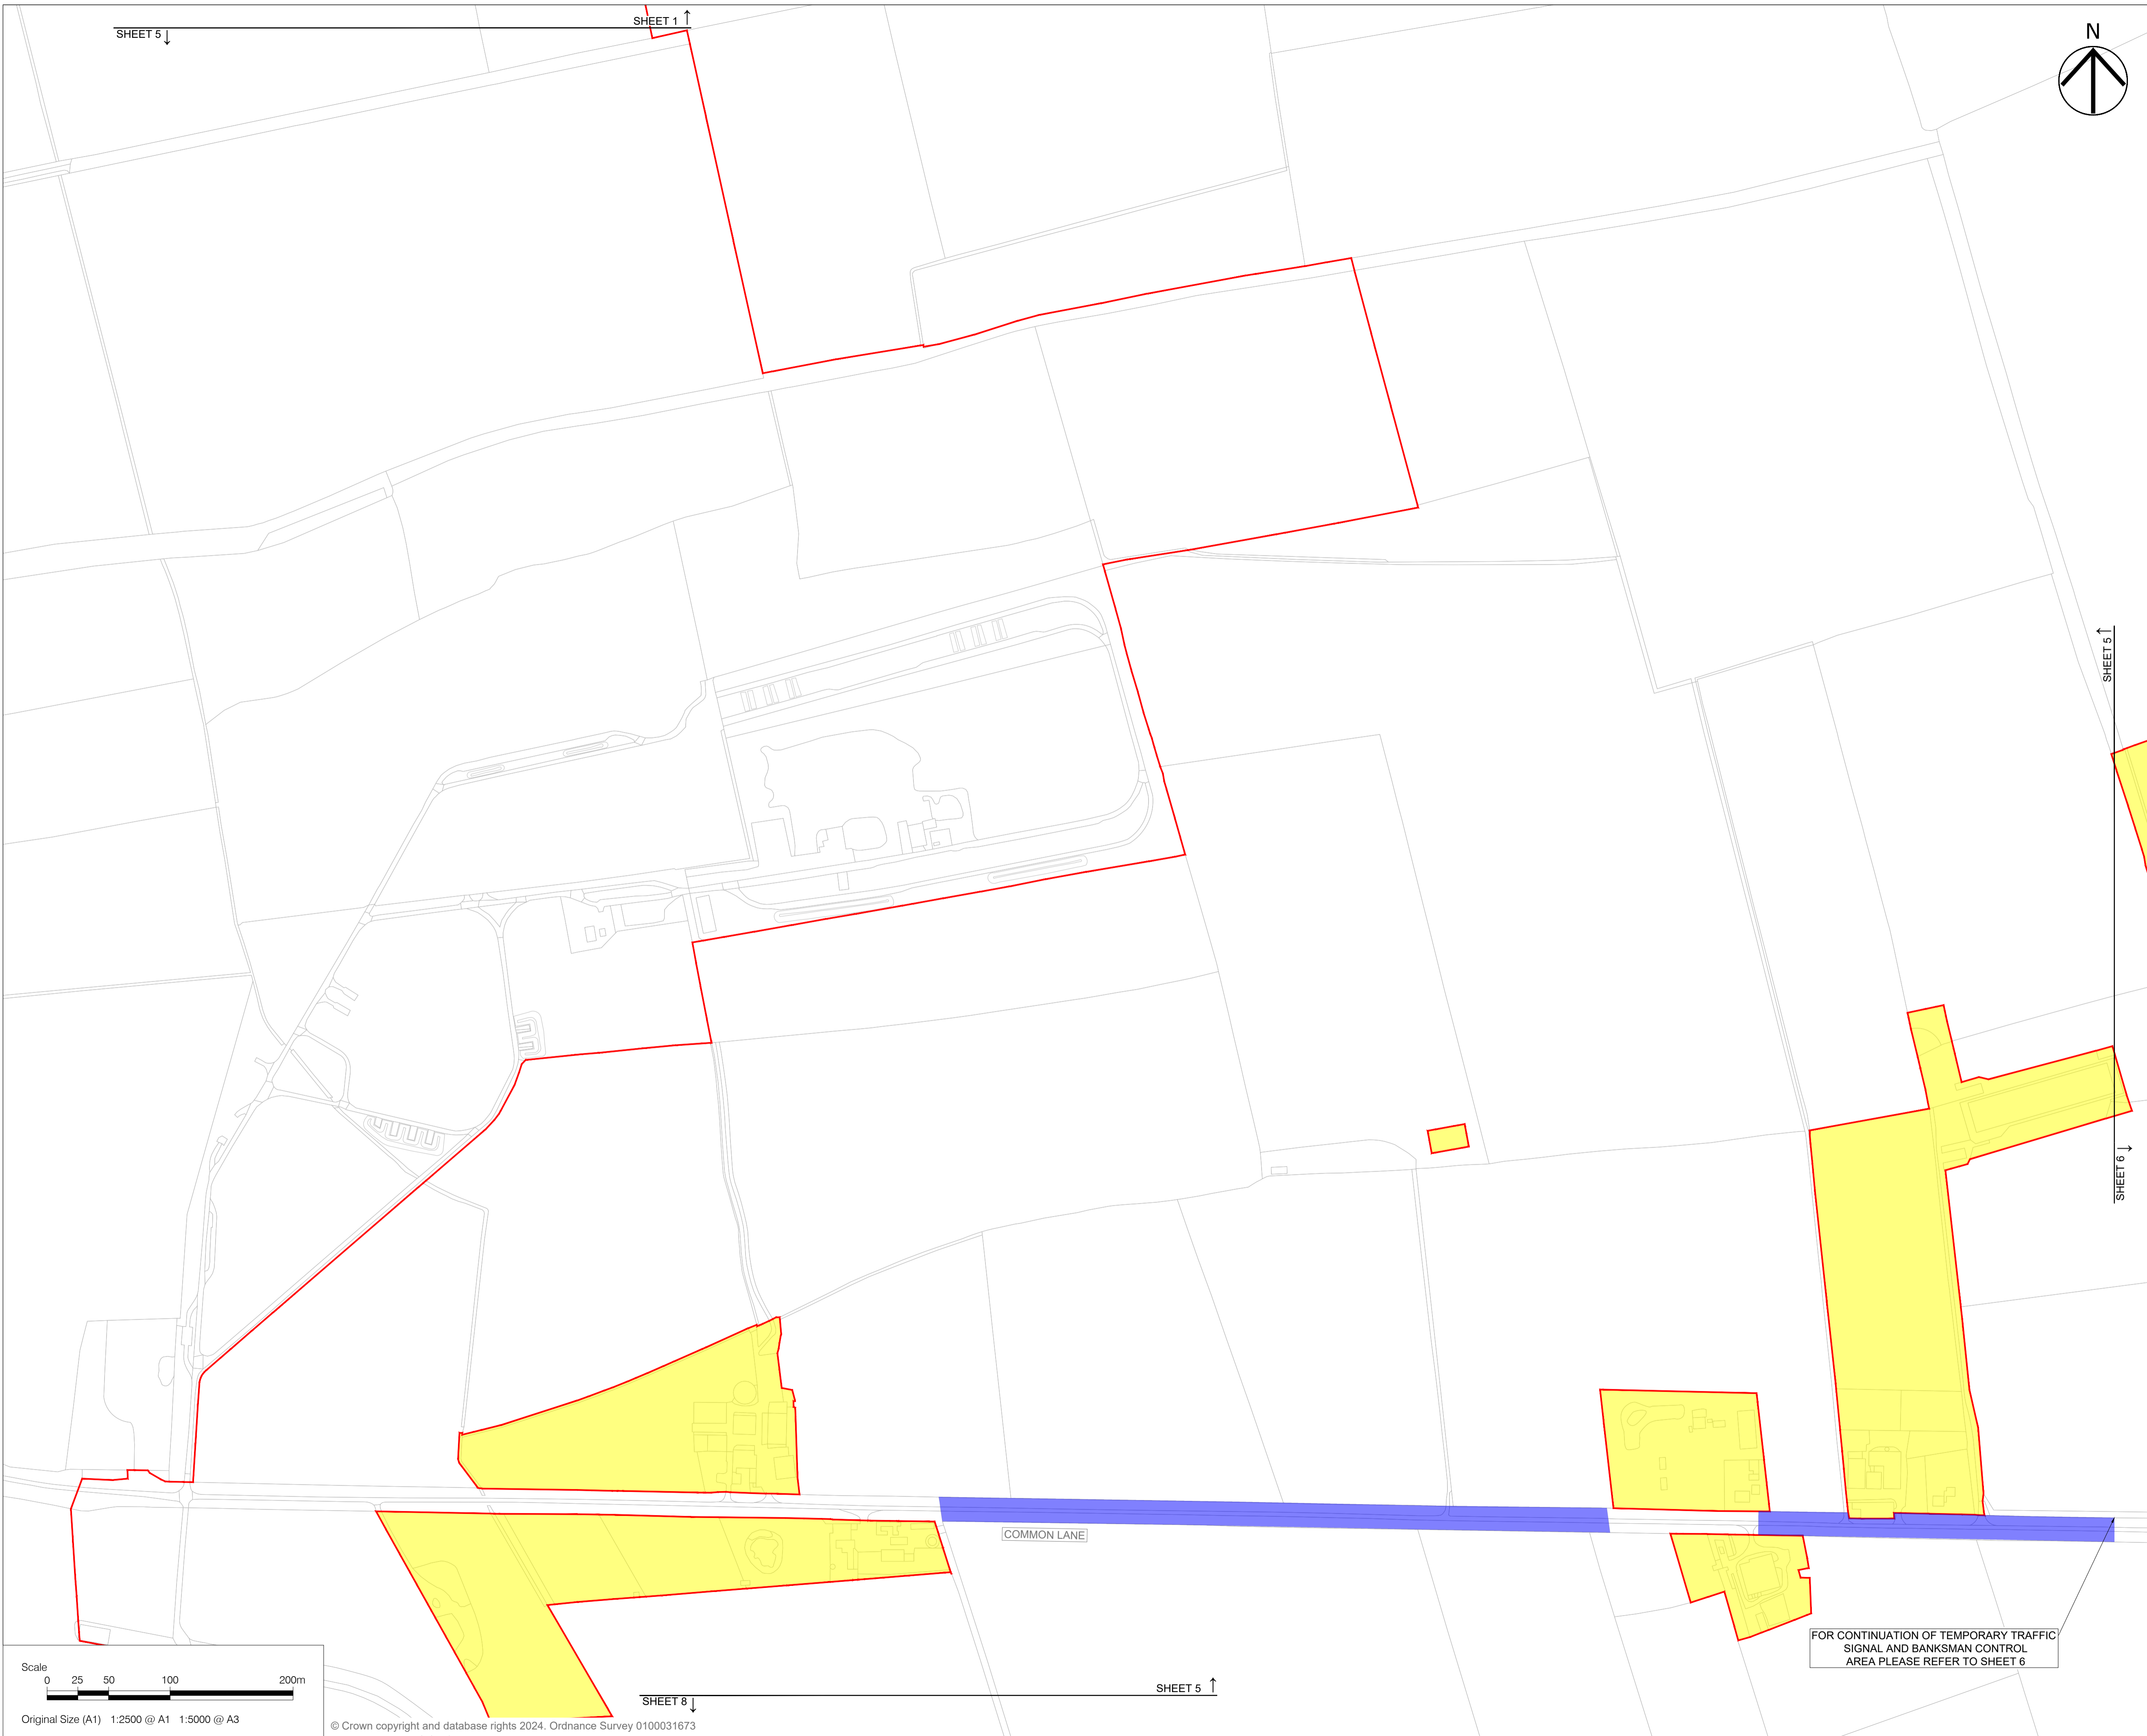 SHEET 1
SHEET 5
N
SHEET 5
SHEET 6
COMMON LANE
FOR CONTINUATION OF TEMPORARY TRAFFIC
SIGNAL AND BANKSMAN CONTROL
AREA PLEASE REFER TO SHEET 6
Scale
0 25 50 100 200m
Original Size (A1) 1:2500 @ A1 1:5000 @ A3
SHEET 5
SHEET 8
© Crown copyright and database rights 2024. Ordnance Survey 0100031673